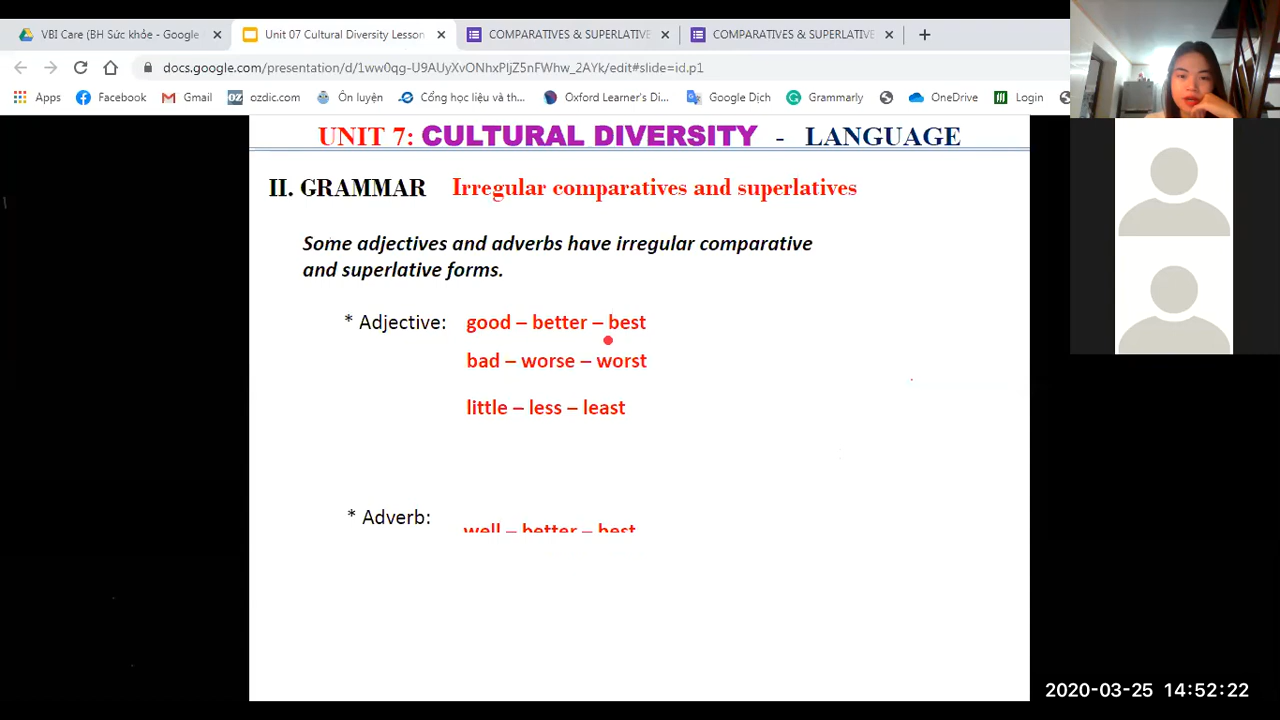 VBI Care (BH Sức khỏe - Google
Unit 07 Cultural Diversity Lesson
COMPARATIVES & SUPERLATIVE
COMPARATIVES & SUPERLATIVE
docs.google.com/presentation/d/1ww0qg-U9AUyXvONhxPIjZ5nFWhw_2AYk/edit#slide=id.p1
Apps
Facebook
Gmail
OZ ozdic.com
Ôn luyện
Cổng học liệu và th...
Oxford Learner's Di...
Google Dịch
Grammarly
OneDrive
Login
UNIT 7: CULTURAL DIVERSITY - LANGUAGE
II. GRAMMAR Irregular comparatives and superlatives
Some adjectives and adverbs have irregular comparative
and superlative forms.
* Adjective: good – better – best
bad – worse – worst
little – less – least
* Adverb:
well – better – best
2020-03-25 14:52:22